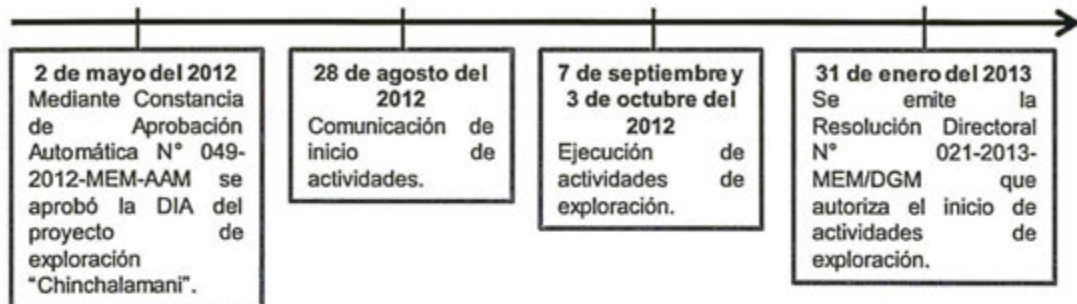 2 de mayo del 2012
Mediante Constancia
de Aprobación
Automática N° 049-
2012-MEM-AAM se
aprobó la DIA del
proyecto de
exploración
"Chinchalamani".
28 de agosto del
2012
Comunicación de
inicio de
actividades.
7 de septiembre y
3 de octubre del
2012
Ejecución de
actividades de
exploración.
31 de enero del 2013
Se emite la
Resolución Directoral
N° 021-2013-
MEM/DGM que
autoriza el inicio de
actividades de
exploración.